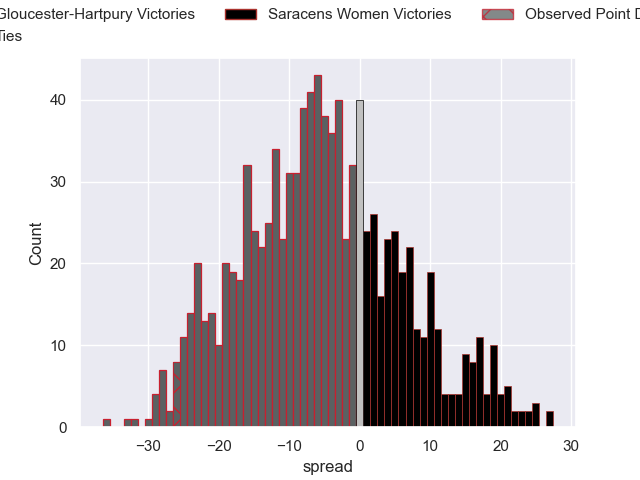 Gloucester-Hartpury Victories Saracens Women Victories Observed Point D
Ties
40
30
20
10
0
Count
−30 −20 −10 0 10 20 30
spread